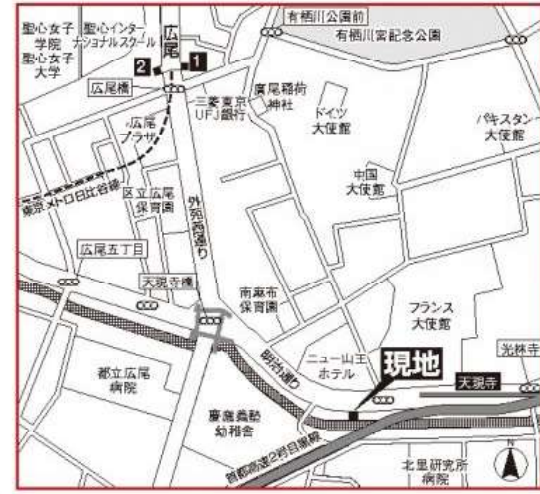 有栖川公園前
有栖川宮記念公園
聖心女子
学院
聖心女子
大学
聖心インター
ナショナルスクール
広尾
2
1
広尾橋
三菱東京
UFJ銀行
廣尾稲荷
神社
ドイツ
大使館
パキスタン
大使館
広尾
プラザ
中国
大使館
東京メトロ日比谷線
区立広尾
保育園
外苑西通り
広尾五丁目
天現寺橋
南麻布
保育園
フランス
大使館
明治通り
ニュー山王
ホテル
現地
光林寺
天現寺
都立広尾
病院
慶應義塾
幼稚舎
首都高速2号目黒線
北里研究所
病院
N